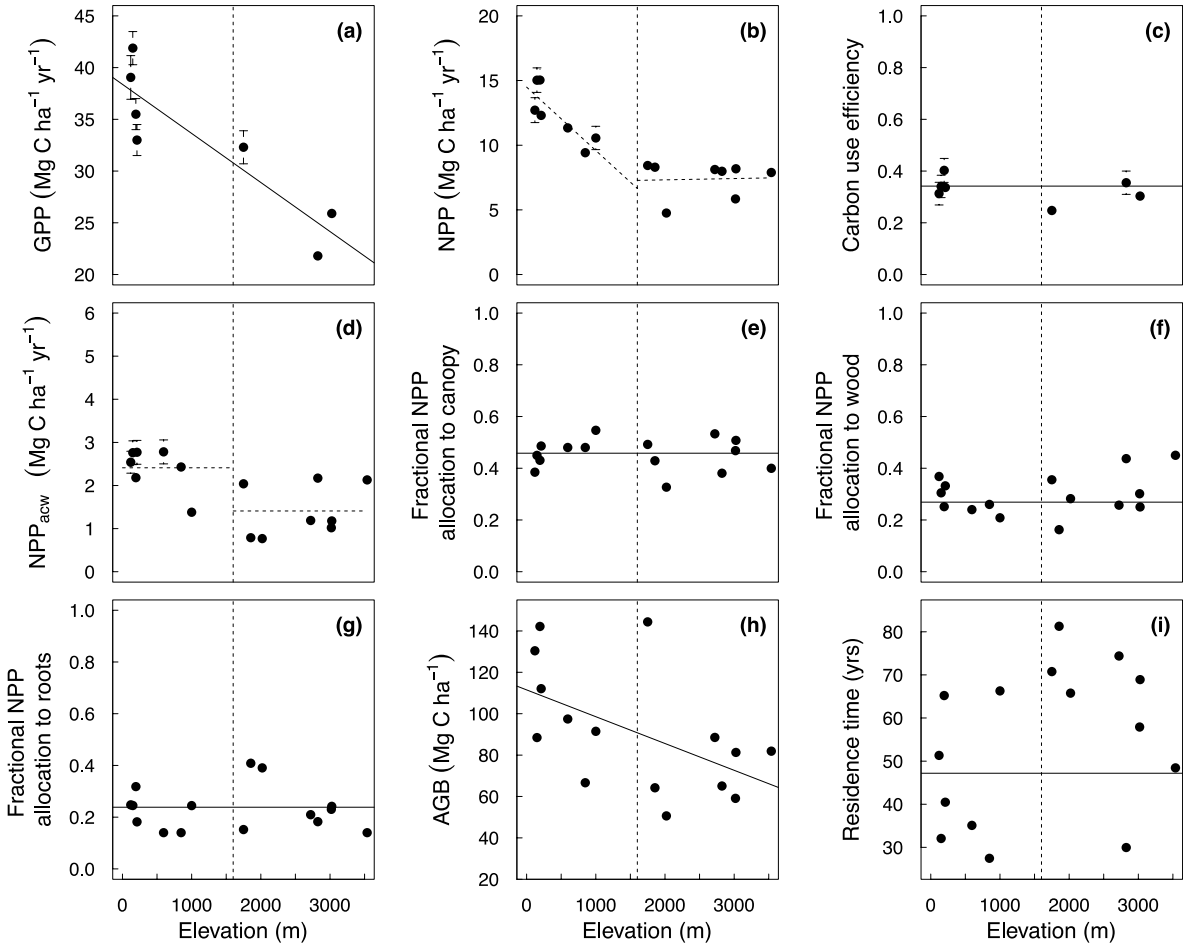 (a)
GPP (Mg C ha⁻¹ yr⁻¹)
45
40
35
30
25
20
(b)
NPP (Mg C ha⁻¹ yr⁻¹)
20
15
10
5
0
(c)
Carbon use efficiency
1.0
0.8
0.6
0.4
0.2
0.0
(d)
NPPacw (Mg C ha⁻¹ yr⁻¹)
6
5
4
3
2
1
0
(e)
Fractional NPP
allocation to canopy
1.0
0.8
0.6
0.4
0.2
0.0
(f)
Fractional NPP
allocation to wood
1.0
0.8
0.6
0.4
0.2
0.0
(g)
Fractional NPP
allocation to roots
1.0
0.8
0.6
0.4
0.2
0.0
0 1000 2000 3000
Elevation (m)
(h)
AGB (Mg C ha⁻¹)
140
120
100
80
60
40
20
0 1000 2000 3000
Elevation (m)
(i)
Residence time (yrs)
80
70
60
50
40
30
0 1000 2000 3000
Elevation (m)